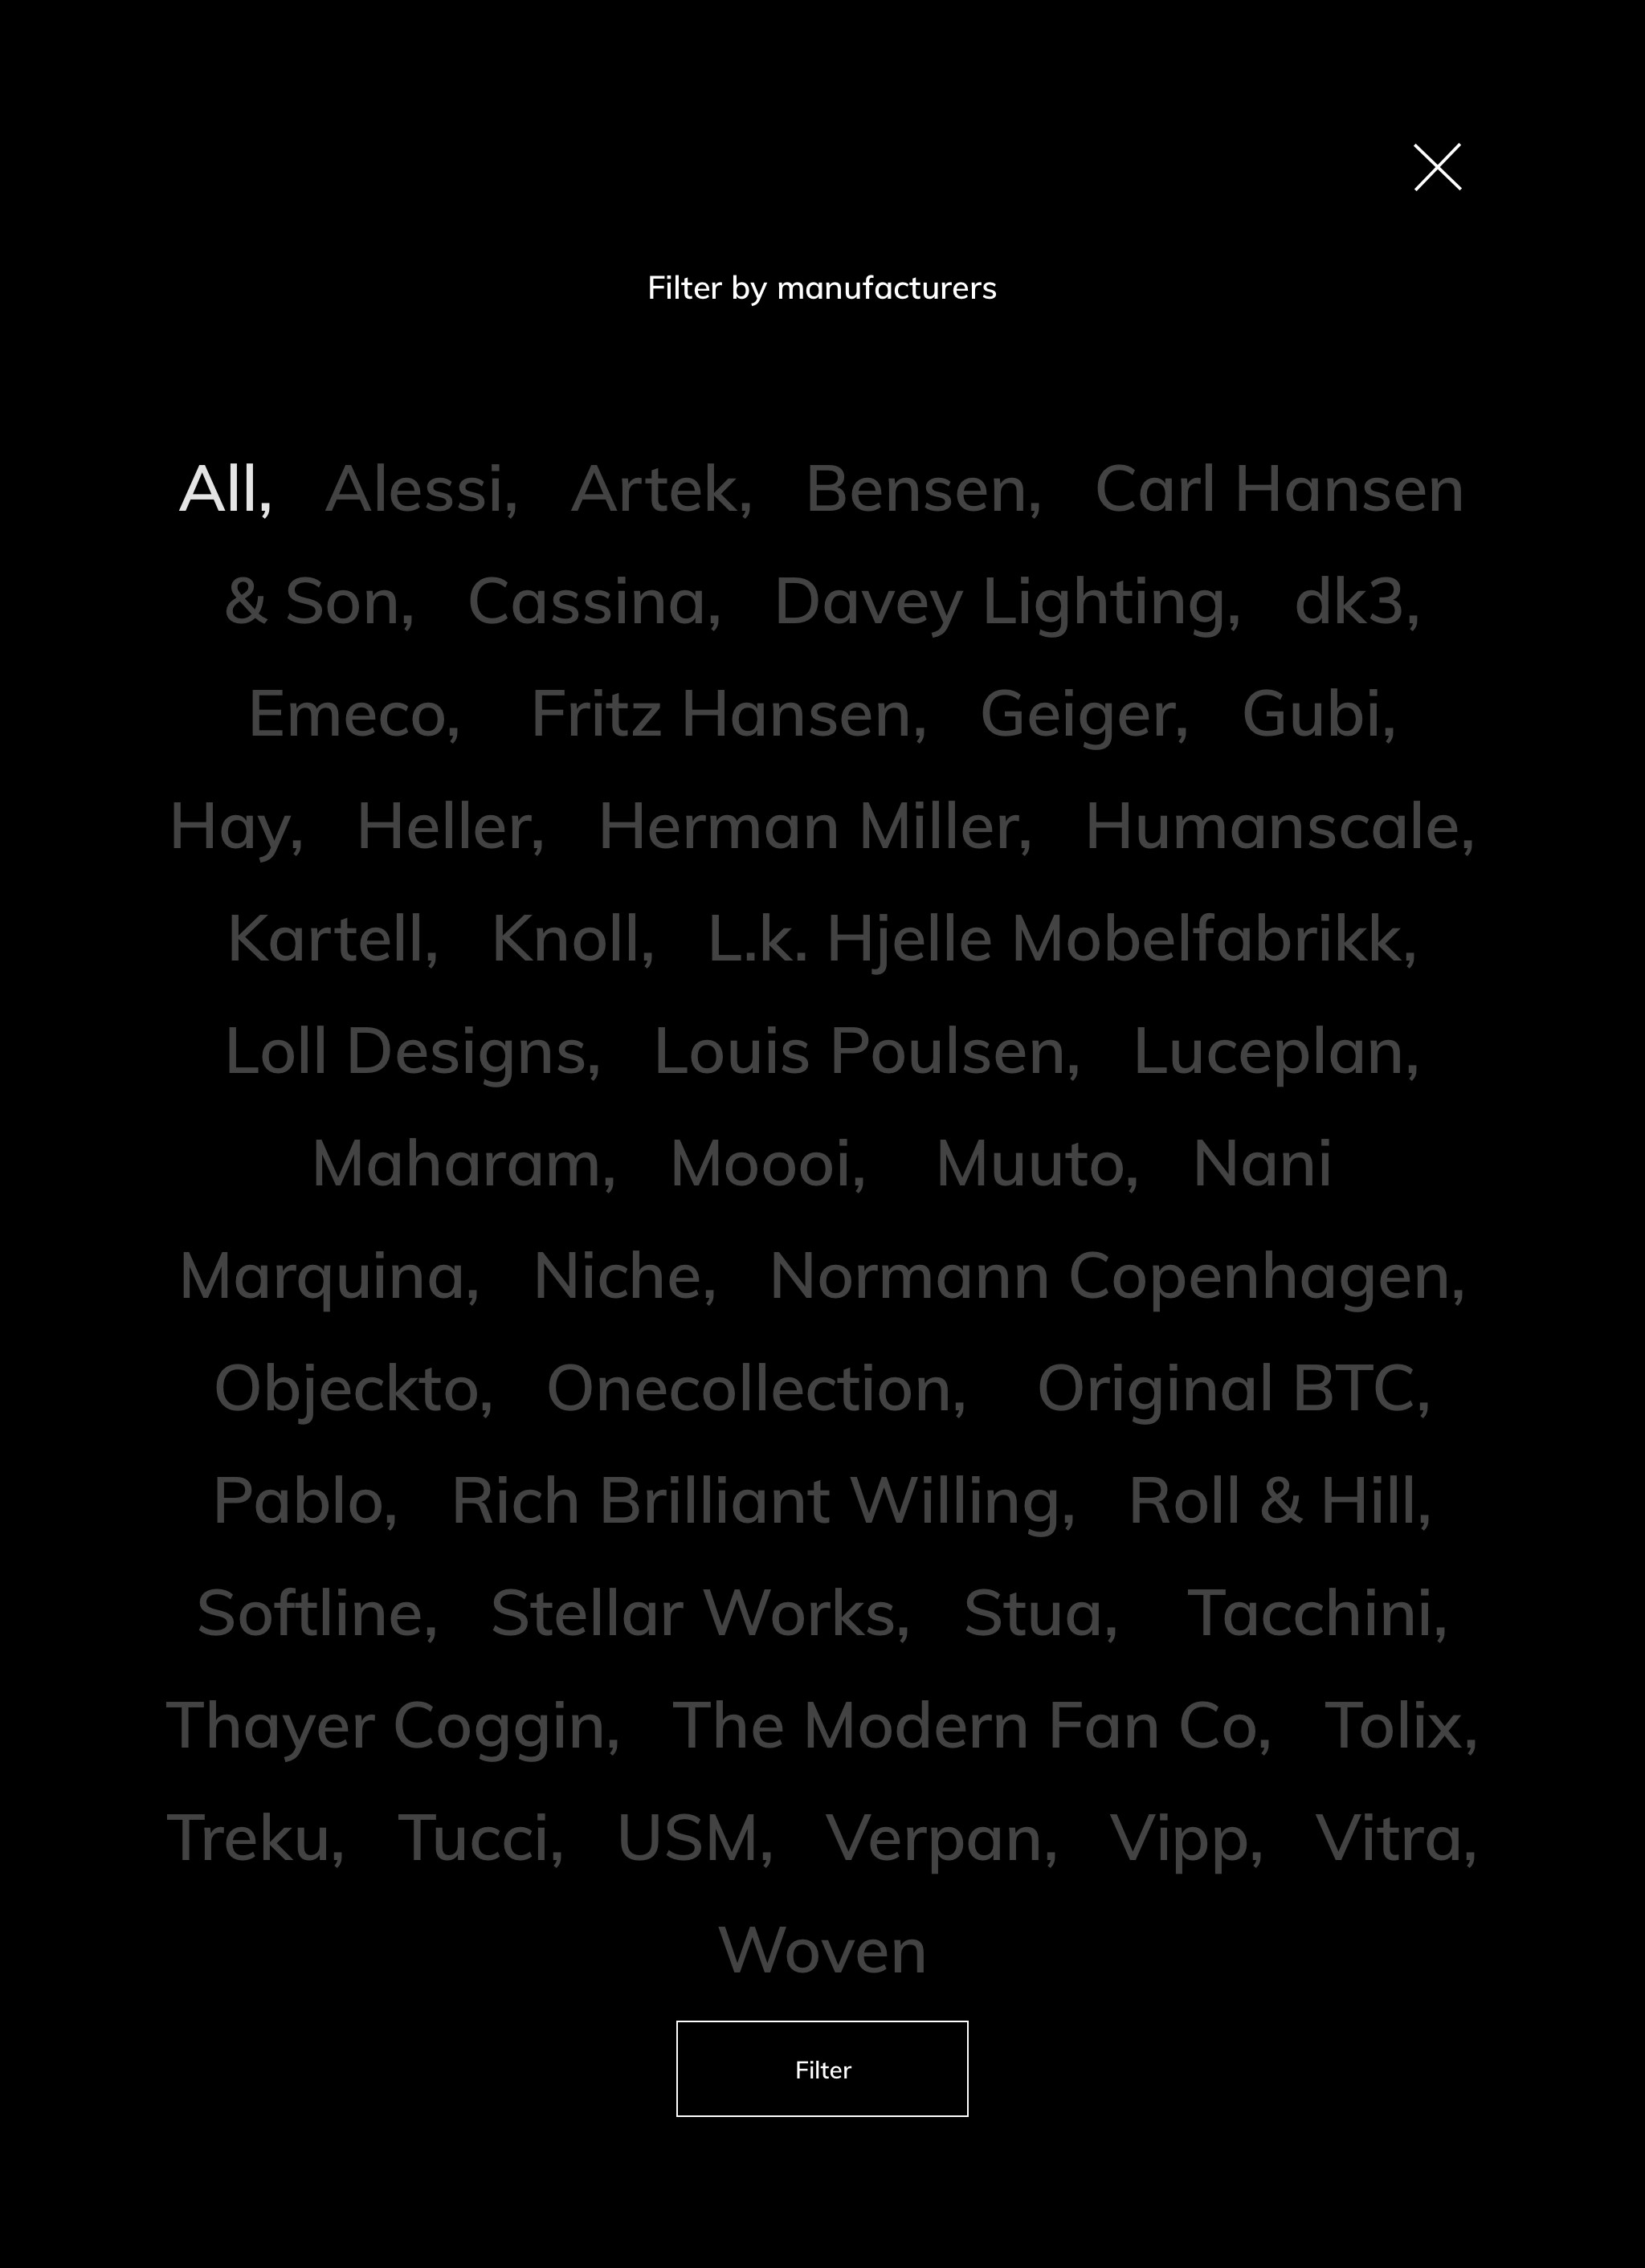 Filter by manufacturers
All, Alessi, Artek, Bensen, Carl Hansen
& Son, Cassina, Davey Lighting, dk3,
Emeco, Fritz Hansen, Geiger, Gubi,
Hay, Heller, Herman Miller, Humanscale,
Kartell, Knoll, L.k. Hjelle Mobelfabrikk,
Loll Designs, Louis Poulsen, Luceplan,
Maharam, Moooi, Muuto, Nani
Marquina, Niche, Normann Copenhagen,
Objeckto, Onecollection, Original BTC,
Pablo, Rich Brilliant Willing, Roll & Hill,
Softline, Stellar Works, Stua, Tacchini,
Thayer Coggin, The Modern Fan Co, Tolix,
Treku, Tucci, USM, Verpan, Vipp, Vitra,
Woven
Filter